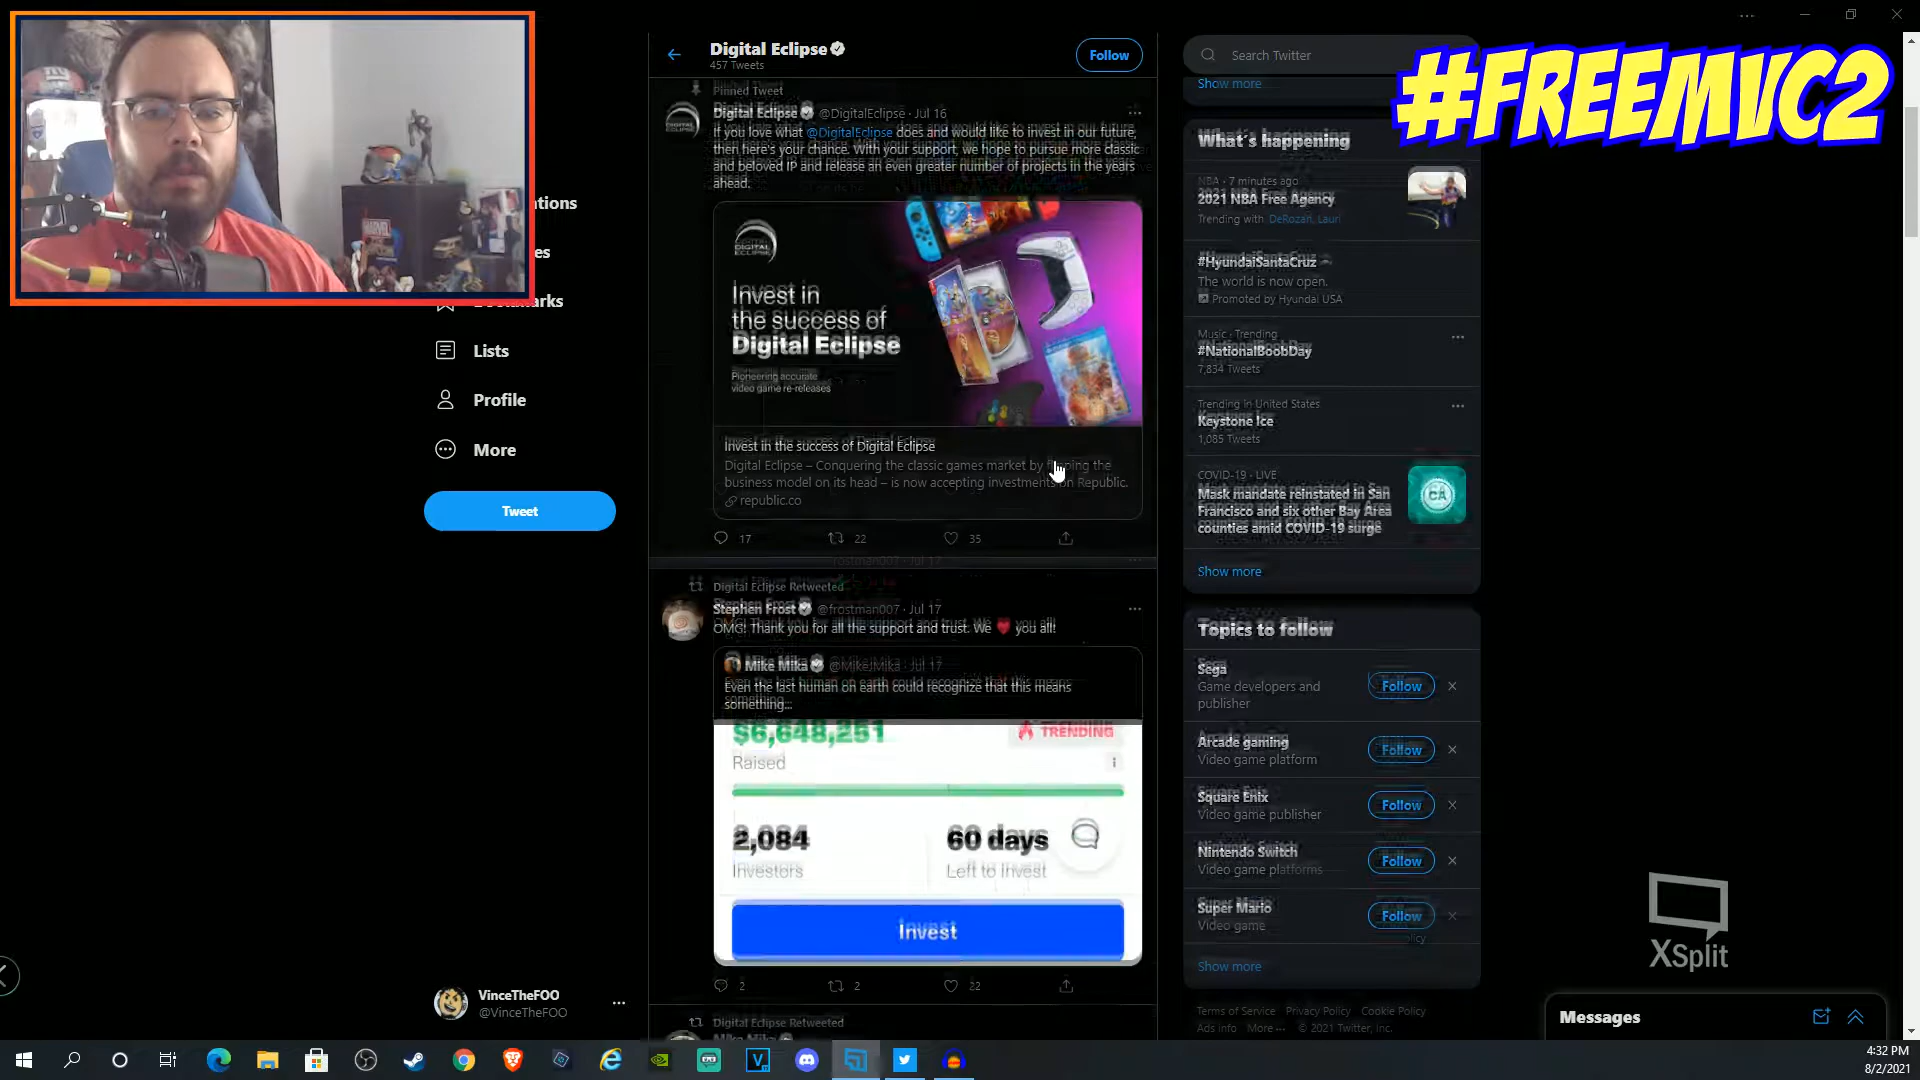 #FREEMVC2
Digital Eclipse
457 Tweets
Follow
Search Twitter
Show more
Pinned Tweet
Digital Eclipse @DigitalEclipse · Jul 16
If you love what @DigitalEclipse does and would like to invest in our future,
then here's your chance. With your support, we hope to pursue more classic
and beloved IP and release an even greater number of projects in the years
ahead.
DIGITAL
ECLIPSE
Invest in
the success of
Digital Eclipse
Pioneering accurate
video game re-releases
Invest in the success of Digital Eclipse
Digital Eclipse – Conquering the classic games market by flipping the
business model on its head – is now accepting investments on Republic.
republic.co
17
22
35
Digital Eclipse Retweeted
Stephen Frost @frostman007 · Jul 17
OMG! Thank you for all the support and trust. We ❤ you all!
Mike Mika @MikeJMika · Jul 17
Even the last human on earth could recognize that this means
something...
$6,648,251
TRENDING
Raised
2,084
60 days
Investors
Left to Invest
Invest
2
2
22
Digital Eclipse Retweeted
MARVEL
Lists
Profile
More
Tweet
VinceTheFOO
@VinceTheFOO
What's happening
NBA · 7 minutes ago
2021 NBA Free Agency
Trending with DeRozan, Lauri
#HyundaiSantaCruz
The world is now open.
Promoted by Hyundai USA
Music · Trending
#NationalBoobDay
7,834 Tweets
Trending in United States
Keystone Ice
1,085 Tweets
COVID-19 · LIVE
Mask mandate reinstated in San
Francisco and six other Bay Area
counties amid COVID-19 surge
CA
Show more
Topics to follow
Sega
Game developers and
publisher
Follow
Arcade gaming
Video game platform
Follow
Square Enix
Video game publisher
Follow
Nintendo Switch
Video game platforms
Follow
Super Mario
Video game
Follow
Show more
Terms of Service Privacy Policy Cookie Policy
Ads info More ··· © 2021 Twitter, Inc.
XSplit
Messages
4:32 PM
8/2/2021